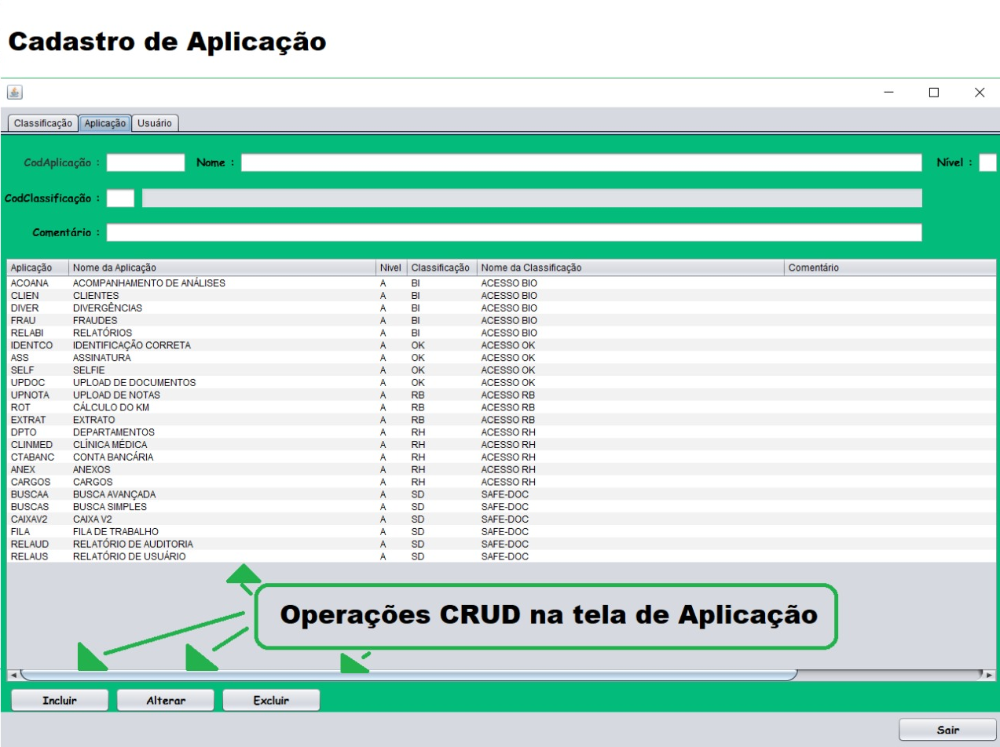 Cadastro de Aplicação
Classificação Aplicação Usuário
CodAplicação : Nome : Nível :
CodClassificação :
Comentário :
Aplicação Nome da Aplicação Nivel Classificação Nome da Classificação Comentário
ACOANA ACOMPANHAMENTO DE ANÁLISES A BI ACESSO BIO
CLIEN CLIENTES A BI ACESSO BIO
DIVER DIVERGÊNCIAS A BI ACESSO BIO
FRAU FRAUDES A BI ACESSO BIO
RELABI RELATÓRIOS A BI ACESSO BIO
IDENTCO IDENTIFICAÇÃO CORRETA A OK ACESSO OK
ASS ASSINATURA A OK ACESSO OK
SELF SELFIE A OK ACESSO OK
UPDOC UPLOAD DE DOCUMENTOS A OK ACESSO OK
UPNOTA UPLOAD DE NOTAS A RB ACESSO RB
ROT CÁLCULO DO KM A RB ACESSO RB
EXTRAT EXTRATO A RB ACESSO RB
DPTO DEPARTAMENTOS A RH ACESSO RH
CLINMED CLÍNICA MÉDICA A RH ACESSO RH
CTABANC CONTA BANCÁRIA A RH ACESSO RH
ANEX ANEXOS A RH ACESSO RH
CARGOS CARGOS A RH ACESSO RH
BUSCAA BUSCA AVANÇADA A SD SAFE-DOC
BUSCAS BUSCA SIMPLES A SD SAFE-DOC
CAIXAV2 CAIXA V2 A SD SAFE-DOC
FILA FILA DE TRABALHO A SD SAFE-DOC
RELAUD RELATÓRIO DE AUDITORIA A SD SAFE-DOC
RELAUS RELATÓRIO DE USUÁRIO A SD SAFE-DOC
Operações CRUD na tela de Aplicação
Incluir Alterar Excluir
Sair